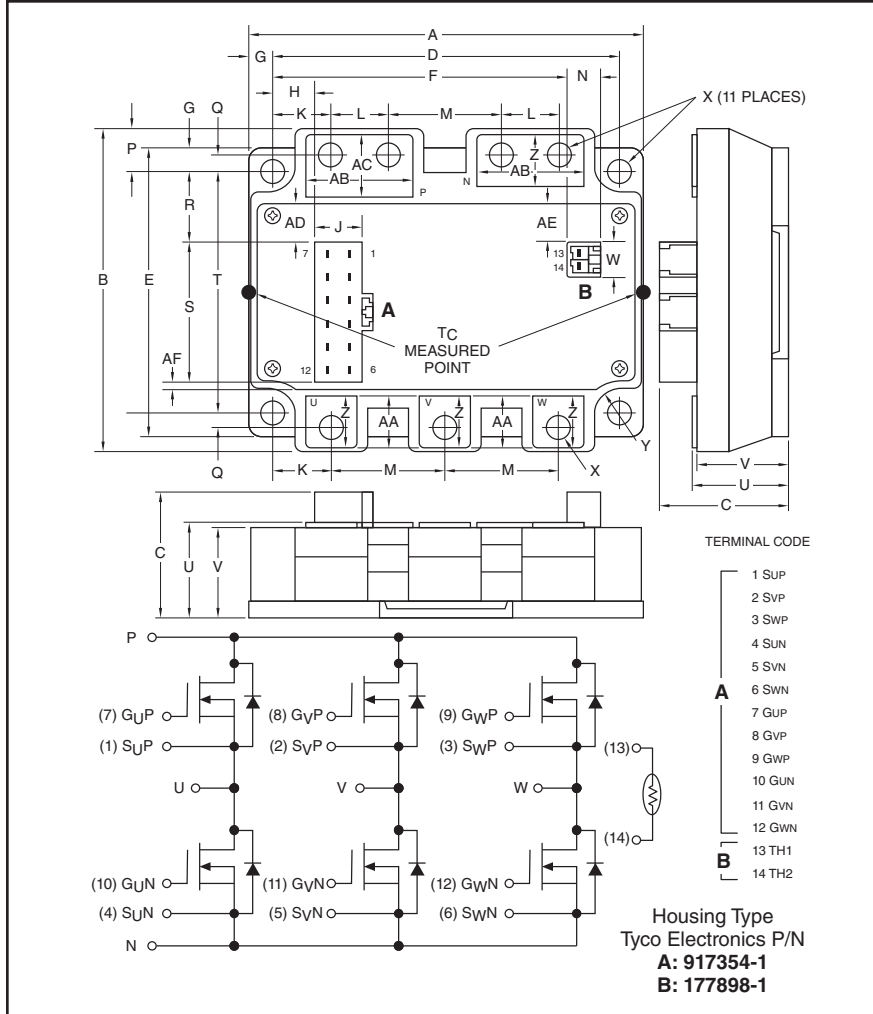 A
G D
F N
H
G Q K L M L X (11 PLACES)
P
AC Z
AB AB
P N
R
AD J AE
7 1 13 W
14
B E T S A B
TC
MEASURED
POINT
AF
12 6
U Z AA V Z AA W Z
Y
Q
K M M X
V
U
C
C U V
TERMINAL CODE
1 SUP
2 SVP
3 SWP
4 SUN
5 SVN
6 SWN
A
7 GUP
8 GVP
9 GWP
10 GUN
11 GVN
12 GWN
B
13 TH1
14 TH2
P
(7) GUP (8) GVP (9) GWP
(1) SUP (2) SVP (3) SWP (13)
U V W
(14)
(10) GUN (11) GVN (12) GWN
(4) SUN (5) SVN (6) SWN
N
Housing Type
Tyco Electronics P/N
A: 917354-1
B: 177898-1